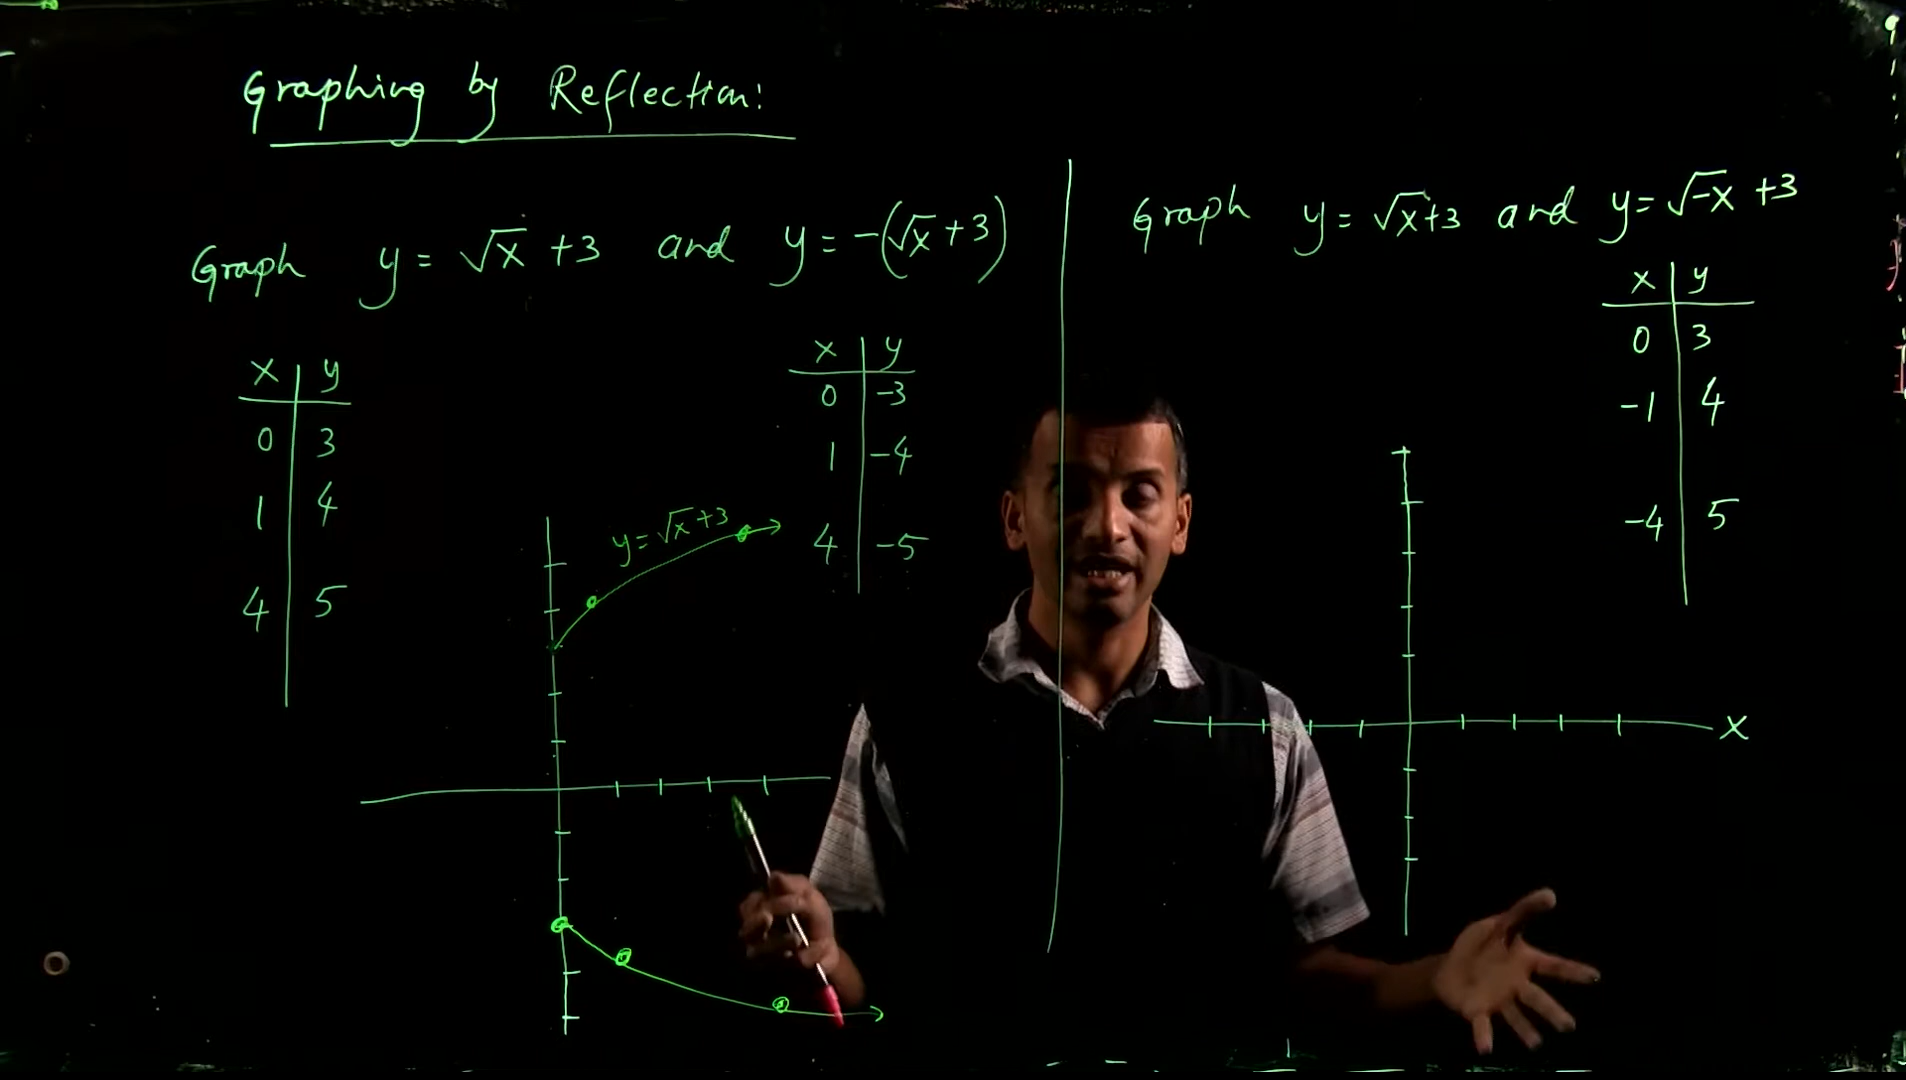 Graphing by Reflection:
Graph y = √x + 3 and y = -(√x + 3)
x y
0 3
1 4
4 5
x y
0 -3
1 -4
4 -5
y = √x + 3
Graph y = √x + 3 and y = √-x + 3
x y
0 3
-1 4
-4 5
x